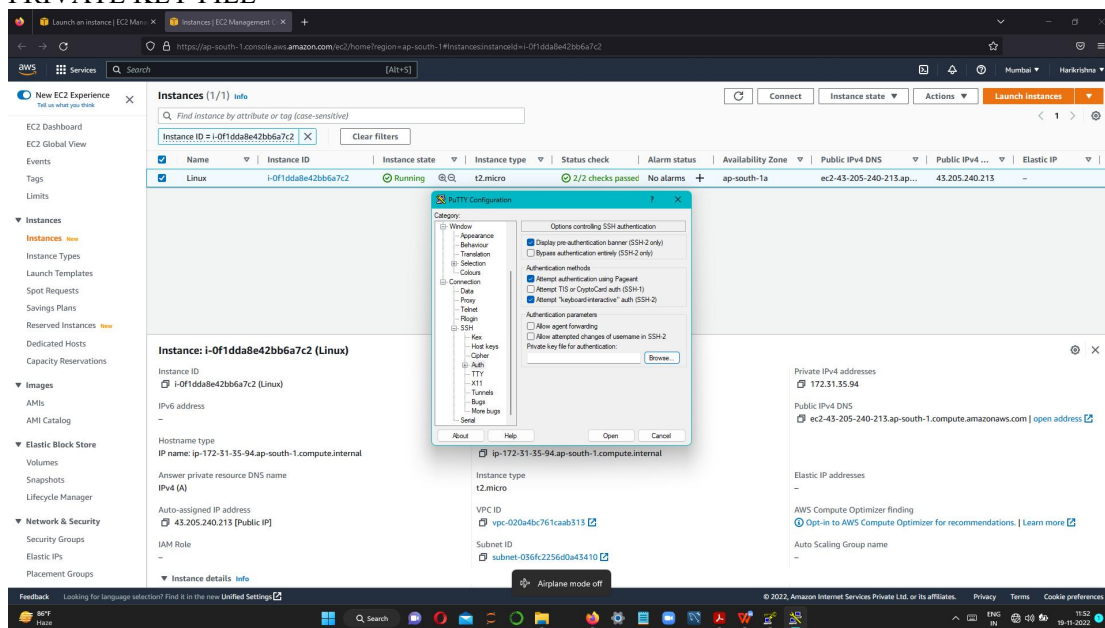 PRIVATE KEY FILE
Launch an instance | EC2 Mana
Instances | EC2 Management C
https://ap-south-1.console.aws.amazon.com/ec2/home?region=ap-south-1#Instances:instanceId=i-0f1dda8e42bb6a7c2
aws Services Search [Alt+S] Mumbai Harikrishna
New EC2 Experience
Tell us what you think
EC2 Dashboard
EC2 Global View
Events
Tags
Limits
Instances
Instances New
Instance Types
Launch Templates
Spot Requests
Savings Plans
Reserved Instances New
Dedicated Hosts
Capacity Reservations
Images
AMIs
AMI Catalog
Elastic Block Store
Volumes
Snapshots
Lifecycle Manager
Network & Security
Security Groups
Elastic IPs
Placement Groups
Instances (1/1) Info
Connect Instance state Actions Launch instances
Find instance by attribute or tag (case-sensitive)
1
Instance ID = i-0f1dda8e42bb6a7c2 Clear filters
Name Instance ID Instance state Instance type Status check Alarm status Availability Zone Public IPv4 DNS Public IPv4 ... Elastic IP
Linux i-0f1dda8e42bb6a7c2 Running t2.micro 2/2 checks passed No alarms + ap-south-1a ec2-43-205-240-213.ap... 43.205.240.213 –
PuTTY Configuration
Category:
Window
Appearance
Behaviour
Translation
Selection
Colours
Connection
Data
Proxy
Telnet
Rlogin
SSH
Kex
Host keys
Cipher
Auth
TTY
X11
Tunnels
Bugs
More bugs
Serial
Options controlling SSH authentication
Display pre-authentication banner (SSH-2 only)
Bypass authentication entirely (SSH-2 only)
Authentication methods
Attempt authentication using Pageant
Attempt TIS or CryptoCard auth (SSH-1)
Attempt "keyboard-interactive" auth (SSH-2)
Authentication parameters
Allow agent forwarding
Allow attempted changes of username in SSH-2
Private key file for authentication:
Browse...
About Help Open Cancel
Instance: i-0f1dda8e42bb6a7c2 (Linux)
Instance ID
i-0f1dda8e42bb6a7c2 (Linux)
IPv6 address
–
Hostname type
IP name: ip-172-31-35-94.ap-south-1.compute.internal
Answer private resource DNS name
IPv4 (A)
Auto-assigned IP address
43.205.240.213 [Public IP]
IAM Role
–
Instance details Info
ip-172-31-35-94.ap-south-1.compute.internal
Instance type
t2.micro
VPC ID
vpc-020a4bc761caab313
Subnet ID
subnet-036fc2256d0a43410
Private IPv4 addresses
172.31.35.94
Public IPv4 DNS
ec2-43-205-240-213.ap-south-1.compute.amazonaws.com | open address
Elastic IP addresses
–
AWS Compute Optimizer finding
Opt-in to AWS Compute Optimizer for recommendations. | Learn more
Auto Scaling Group name
–
Airplane mode off
Feedback Looking for language selection? Find it in the new Unified Settings © 2022, Amazon Internet Services Private Ltd. or its affiliates. Privacy Terms Cookie preferences
86°F
Haze
Search
ENG
IN
11:52
19-11-2022